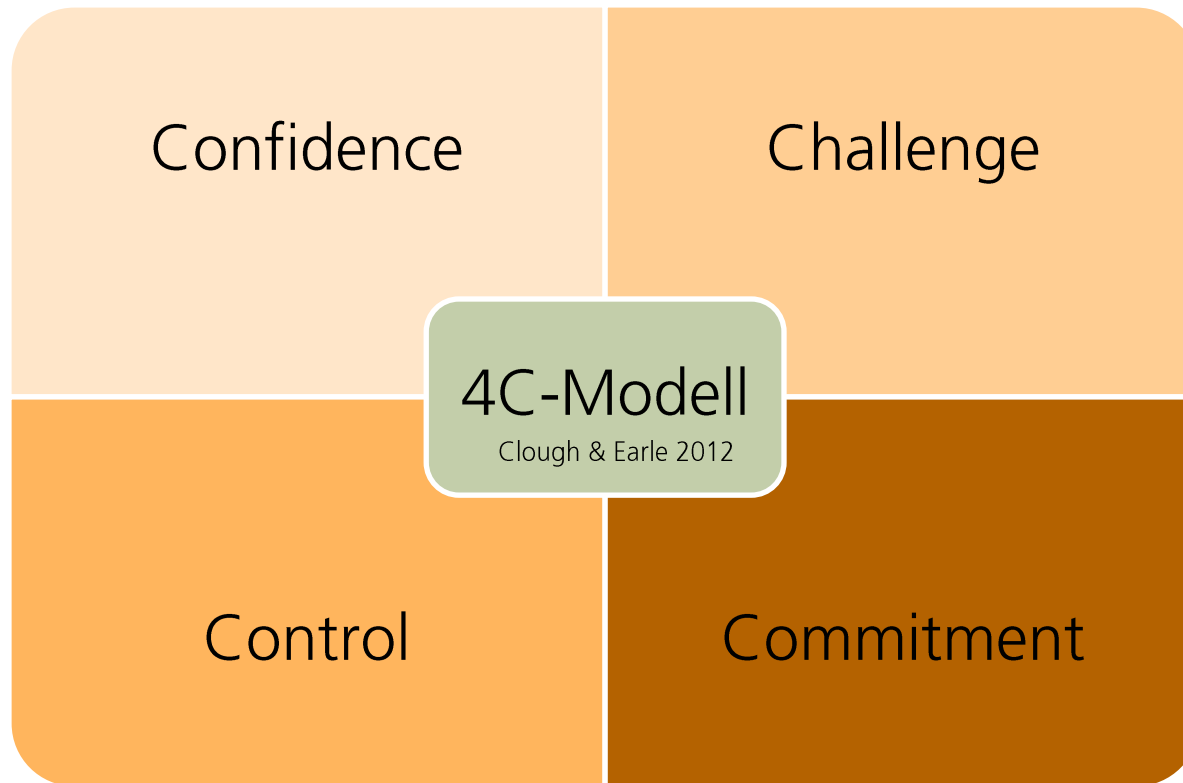 Confidence
Challenge
4C-Modell
Clough & Earle 2012
Control
Commitment